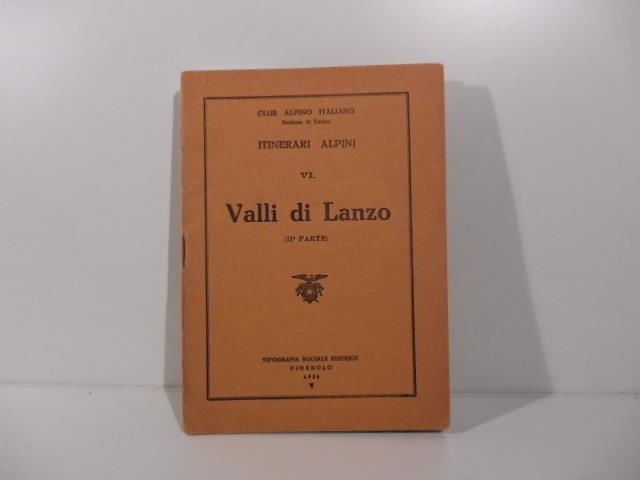 CLUB ALPINO ITALIANO
Sezione di Torino
ITINERARI ALPINI
VI.
Valli di Lanzo
(IIª PARTE)
TIPOGRAFIA SOCIALE EDITRICE
PINEROLO